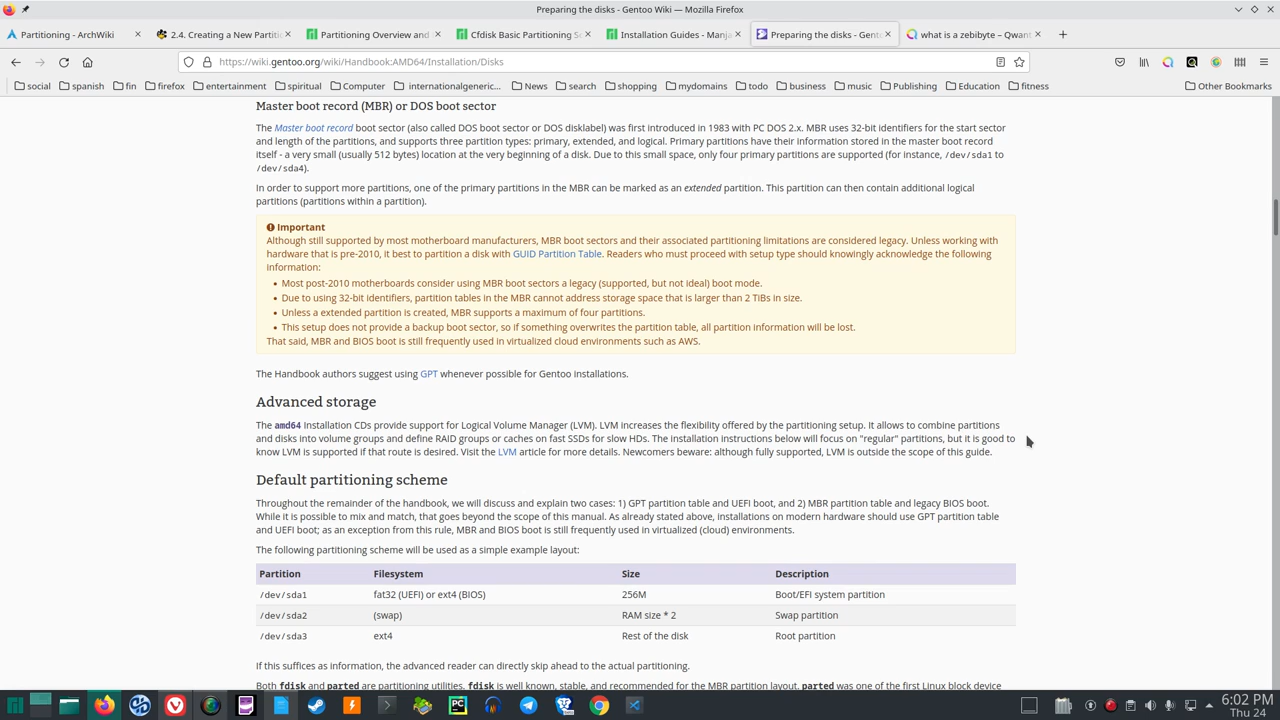 Preparing the disks - Gentoo Wiki — Mozilla Firefox
Partitioning - ArchWiki
2.4. Creating a New Partiti
Partitioning Overview and
Cfdisk Basic Partitioning S
Installation Guides - Manja
Preparing the disks - Gent
what is a zebibyte – Qwant
https://wiki.gentoo.org/wiki/Handbook:AMD64/Installation/Disks
social spanish fin firefox entertainment spiritual Computer internationalgeneric... News search shopping mydomains todo business music Publishing Education fitness Other Bookmarks
Master boot record (MBR) or DOS boot sector
The Master boot record boot sector (also called DOS boot sector or DOS disklabel) was first introduced in 1983 with PC DOS 2.x. MBR uses 32-bit identifiers for the start sector
and length of the partitions, and supports three partition types: primary, extended, and logical. Primary partitions have their information stored in the master boot record
itself - a very small (usually 512 bytes) location at the very beginning of a disk. Due to this small space, only four primary partitions are supported (for instance, /dev/sda1 to
/dev/sda4).
In order to support more partitions, one of the primary partitions in the MBR can be marked as an extended partition. This partition can then contain additional logical
partitions (partitions within a partition).
Important
Although still supported by most motherboard manufacturers, MBR boot sectors and their associated partitioning limitations are considered legacy. Unless working with
hardware that is pre-2010, it best to partition a disk with GUID Partition Table. Readers who must proceed with setup type should knowingly acknowledge the following
information:
• Most post-2010 motherboards consider using MBR boot sectors a legacy (supported, but not ideal) boot mode.
• Due to using 32-bit identifiers, partition tables in the MBR cannot address storage space that is larger than 2 TiBs in size.
• Unless a extended partition is created, MBR supports a maximum of four partitions.
• This setup does not provide a backup boot sector, so if something overwrites the partition table, all partition information will be lost.
That said, MBR and BIOS boot is still frequently used in virtualized cloud environments such as AWS.
The Handbook authors suggest using GPT whenever possible for Gentoo installations.
Advanced storage
The amd64 Installation CDs provide support for Logical Volume Manager (LVM). LVM increases the flexibility offered by the partitioning setup. It allows to combine partitions
and disks into volume groups and define RAID groups or caches on fast SSDs for slow HDs. The installation instructions below will focus on "regular" partitions, but it is good to
know LVM is supported if that route is desired. Visit the LVM article for more details. Newcomers beware: although fully supported, LVM is outside the scope of this guide.
Default partitioning scheme
Throughout the remainder of the handbook, we will discuss and explain two cases: 1) GPT partition table and UEFI boot, and 2) MBR partition table and legacy BIOS boot.
While it is possible to mix and match, that goes beyond the scope of this manual. As already stated above, installations on modern hardware should use GPT partition table
and UEFI boot; as an exception from this rule, MBR and BIOS boot is still frequently used in virtualized (cloud) environments.
The following partitioning scheme will be used as a simple example layout:
Partition Filesystem Size Description
/dev/sda1 fat32 (UEFI) or ext4 (BIOS) 256M Boot/EFI system partition
/dev/sda2 (swap) RAM size * 2 Swap partition
/dev/sda3 ext4 Rest of the disk Root partition
If this suffices as information, the advanced reader can directly skip ahead to the actual partitioning.
Both fdisk and parted are partitioning utilities. fdisk is well known, stable, and recommended for the MBR partition layout. parted was one of the first Linux block device
6:02 PM
Thu 24